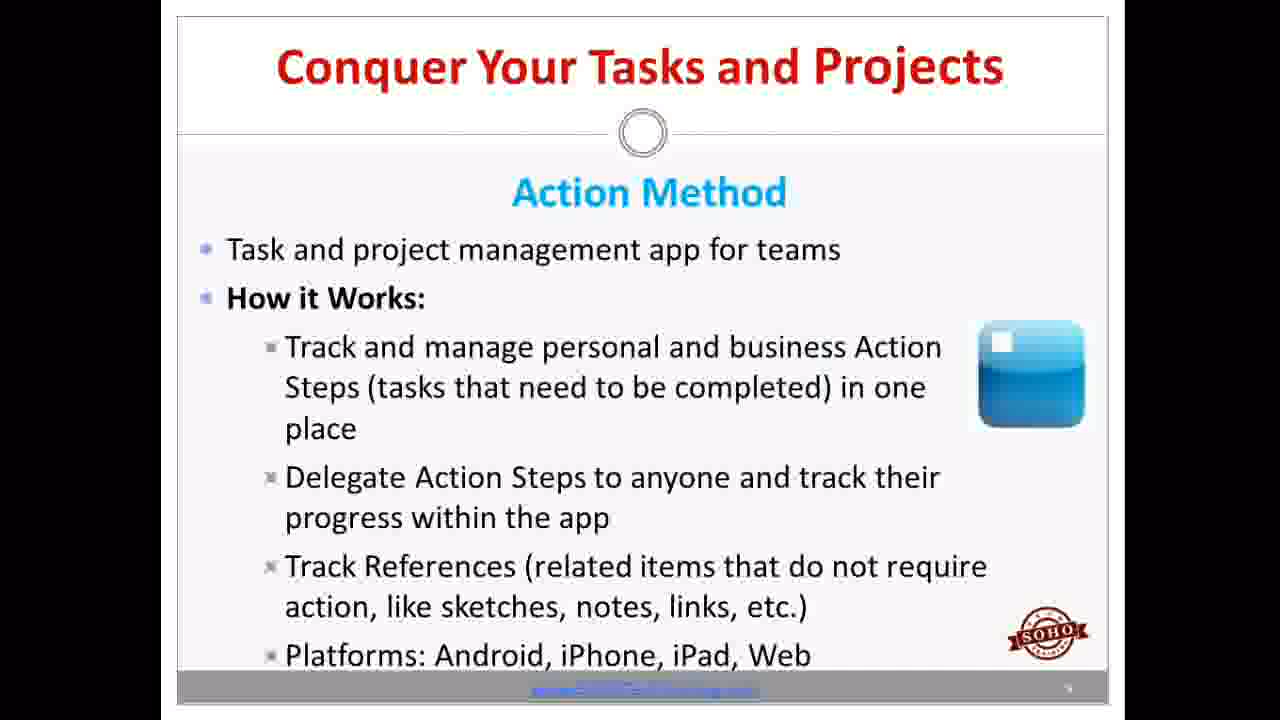 Conquer Your Tasks and Projects
Action Method
Task and project management app for teams
How it Works:
Track and manage personal and business Action
Steps (tasks that need to be completed) in one
place
Delegate Action Steps to anyone and track their
progress within the app
Track References (related items that do not require
action, like sketches, notes, links, etc.)
Platforms: Android, iPhone, iPad, Web
SOHO